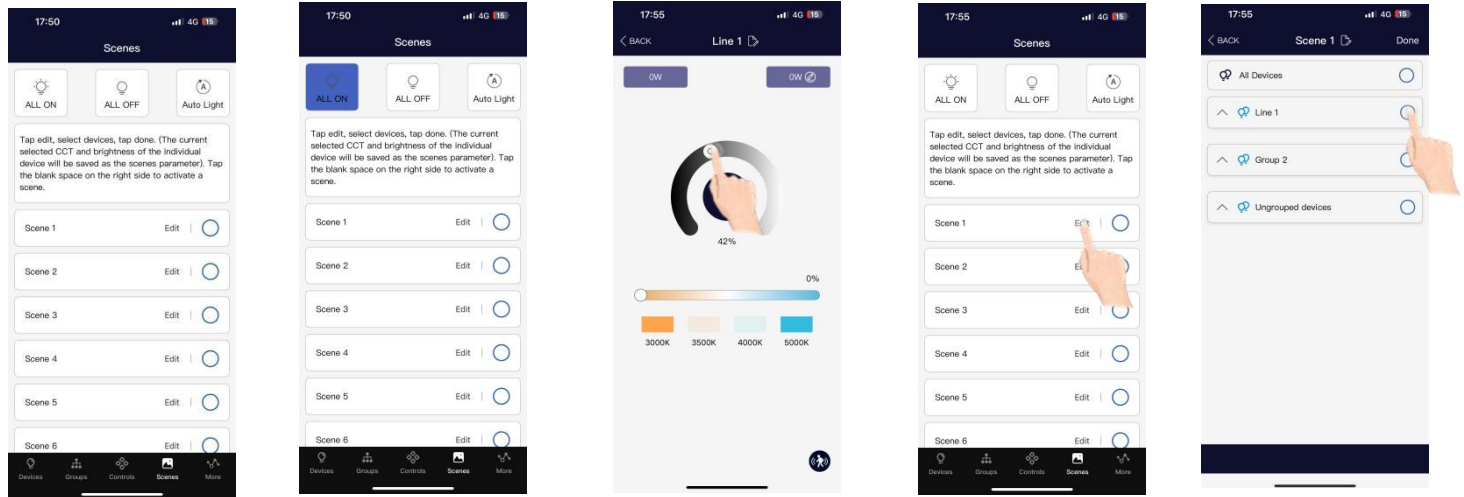 17:50
4G 15
Scenes
ALL ON
ALL OFF
Auto Light
Tap edit, select devices, tap done. (The current
selected CCT and brightness of the individual
device will be saved as the scenes parameter). Tap
the blank space on the right side to activate a
scene.
Scene 1 Edit
Scene 2 Edit
Scene 3 Edit
Scene 4 Edit
Scene 5 Edit
Scene 6 Edit
Devices Groups Controls Scenes More
17:50
4G 15
Scenes
ALL ON
ALL OFF
Auto Light
Tap edit, select devices, tap done. (The current
selected CCT and brightness of the individual
device will be saved as the scenes parameter). Tap
the blank space on the right side to activate a
scene.
Scene 1 Edit
Scene 2 Edit
Scene 3 Edit
Scene 4 Edit
Scene 5 Edit
Scene 6 Edit
Devices Groups Controls Scenes More
17:55
4G 15
BACK Line 1
0W 0W
42%
0%
3000K 3500K 4000K 5000K
17:55
4G 15
Scenes
ALL ON
ALL OFF
Auto Light
Tap edit, select devices, tap done. (The current
selected CCT and brightness of the individual
device will be saved as the scenes parameter). Tap
the blank space on the right side to activate a
scene.
Scene 1 Edit
Scene 2
Scene 3 Edit
Scene 4 Edit
Scene 5 Edit
Scene 6 Edit
Devices Groups Controls Scenes More
17:55
4G 15
BACK Scene 1 Done
All Devices
Line 1
Group 2
Ungrouped devices